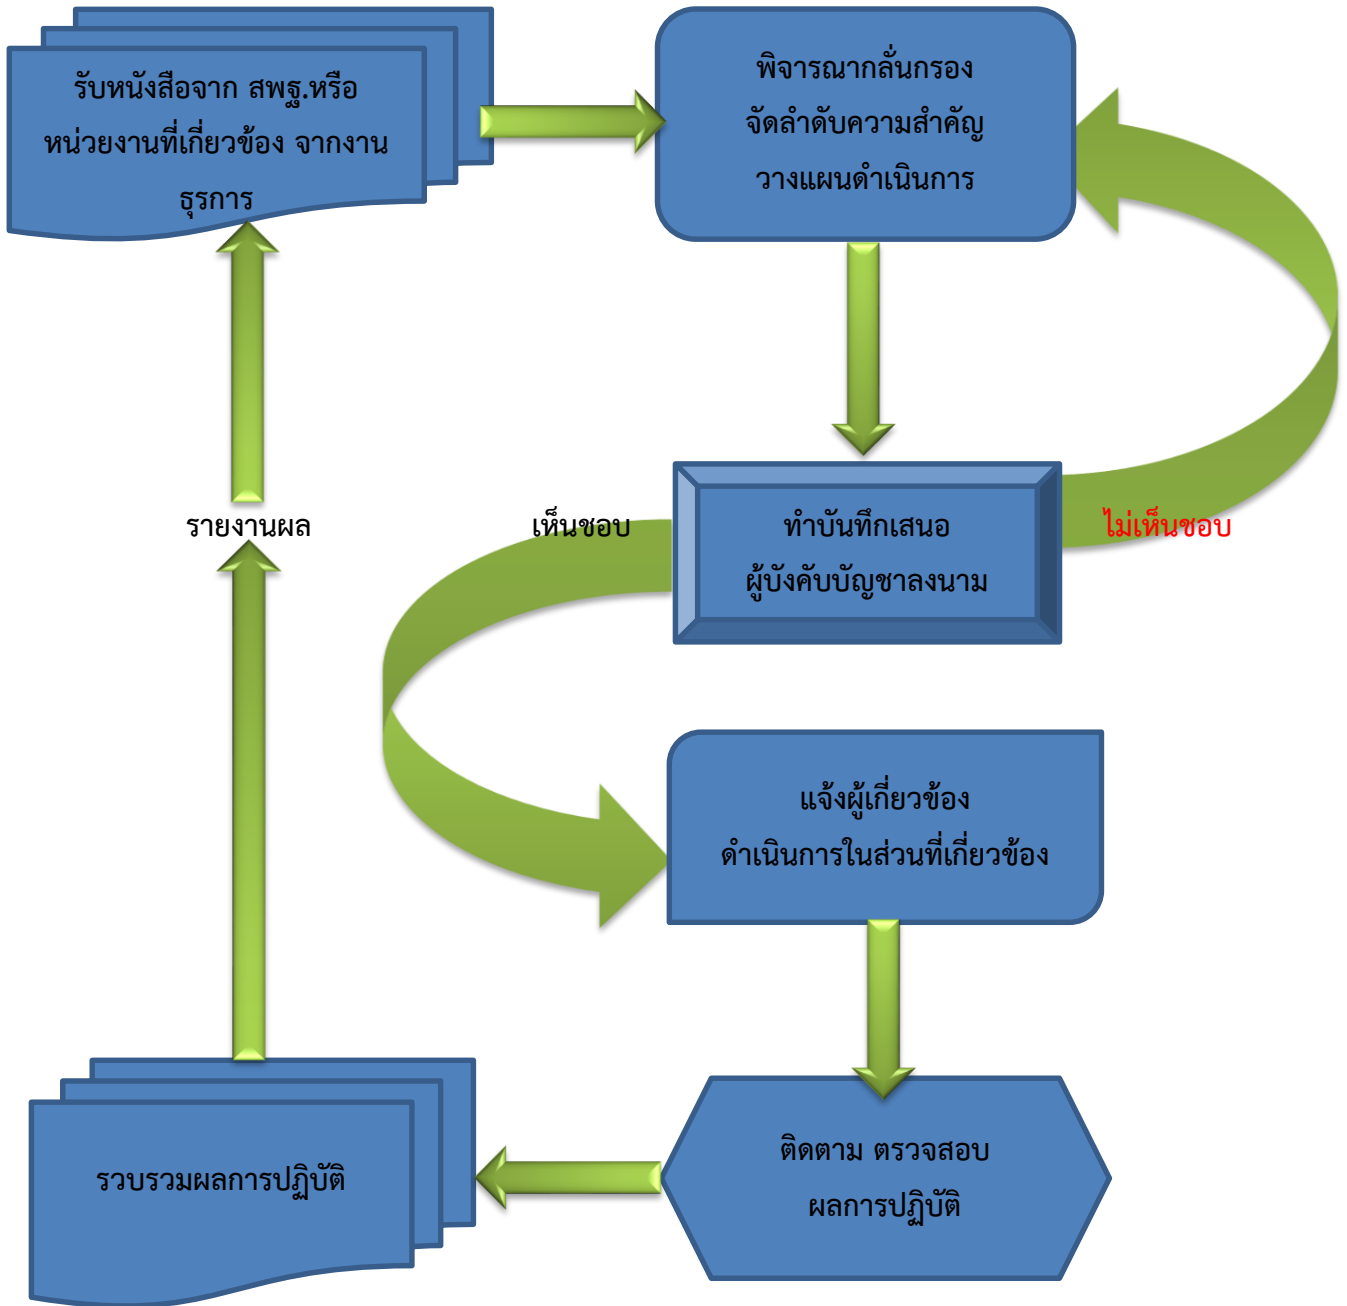 รับหนังสือจาก สพฐ.หรือ
หน่วยงานที่เกี่ยวข้อง จากงาน
ธุรการ
พิจารณากลั่นกรอง
จัดลำดับความสำคัญ
วางแผนดำเนินการ
รายงานผล
เห็นชอบ
ทำบันทึกเสนอ
ผู้บังคับบัญชาลงนาม
ไม่เห็นชอบ
แจ้งผู้เกี่ยวข้อง
ดำเนินการในส่วนที่เกี่ยวข้อง
ติดตาม ตรวจสอบ
ผลการปฏิบัติ
รวบรวมผลการปฏิบัติ